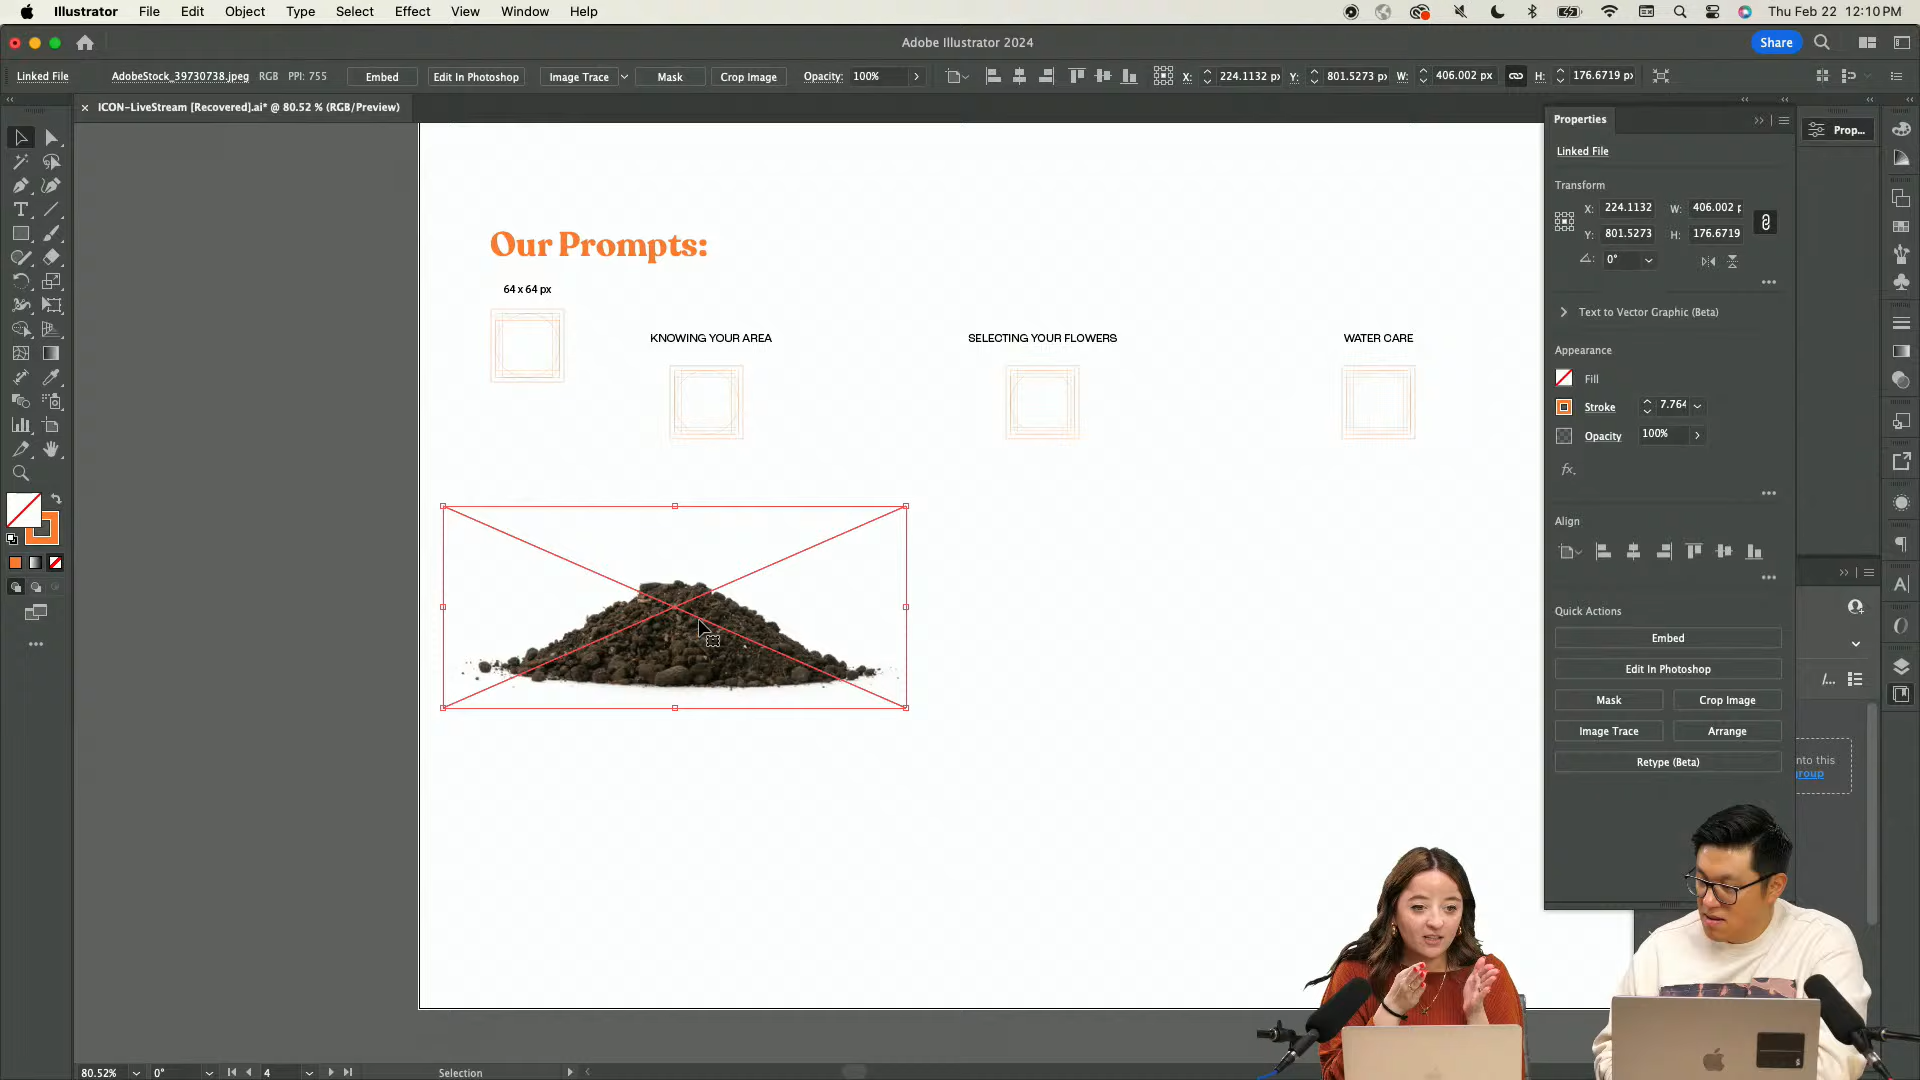 Illustrator File Edit Object Type Select Effect View Window Help
Thu Feb 22 12:10 PM
Adobe Illustrator 2024
Share
Linked File AdobeStock_39730738.jpeg RGB PPI: 755 Embed Edit In Photoshop Image Trace Mask Crop Image Opacity: 100% X: 224.1132 px Y: 801.5273 px W: 406.002 px H: 176.6719 px
× ICON-LiveStream [Recovered].ai* @ 80.52 % (RGB/Preview)
Properties
Prop...
Linked File
Transform
X: 224.1132 W: 406.002 p
Y: 801.5273 H: 176.6719
0°
Text to Vector Graphic (Beta)
Appearance
Fill
Stroke 7.764
Opacity 100%
fx.
Align
Quick Actions
Embed
Edit In Photoshop
Mask Crop Image
Image Trace Arrange
Retype (Beta)
nto this
group
Our Prompts:
64 x 64 px
KNOWING YOUR AREA
SELECTING YOUR FLOWERS
WATER CARE
80.52% 0° 4 Selection